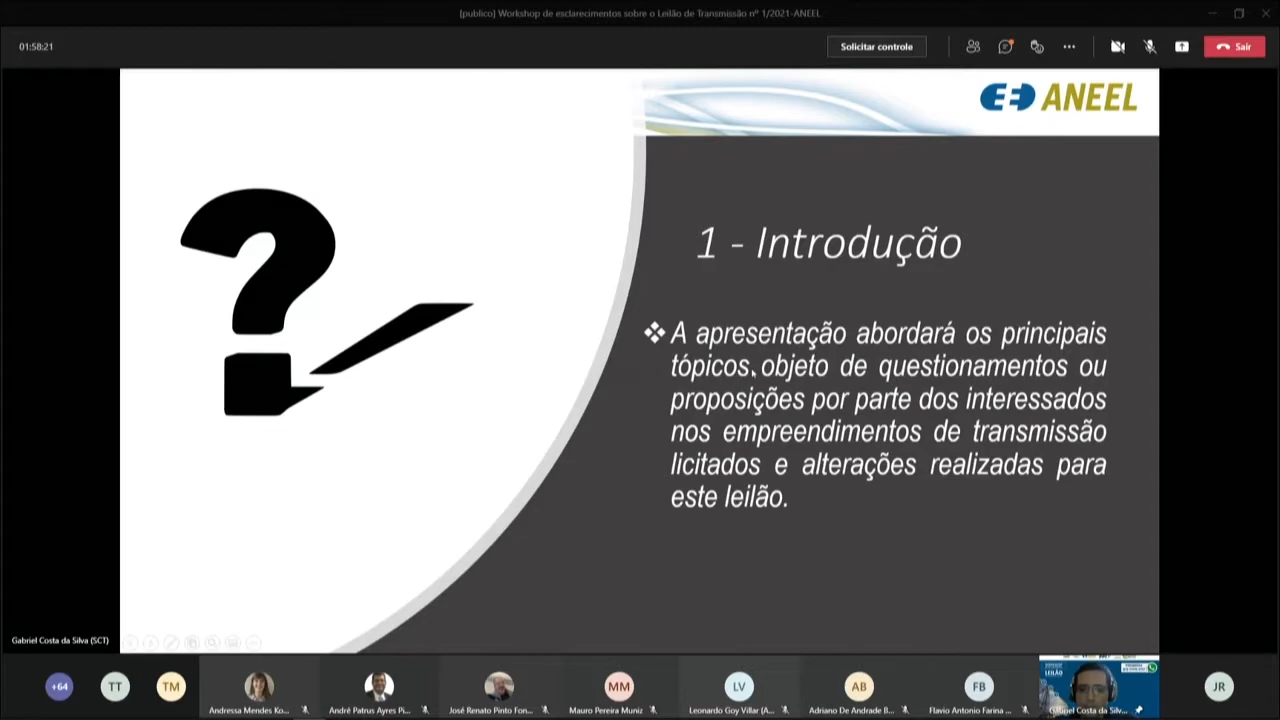 [publico] Workshop de esclarecimentos sobre o Leilão de Transmissão nº 1/2021-ANEEL
01:58:21
Solicitar controle
Sair
ANEEL
?
1 - Introdução
❖ A apresentação abordará os principais
tópicos, objeto de questionamentos ou
proposições por parte dos interessados
nos empreendimentos de transmissão
licitados e alterações realizadas para
este leilão.
Gabriel Costa da Silva (SCT)
+64
TT
TM
Andressa Mendes Ko...
André Patrus Ayres Pi...
José Renato Pinto Fon...
MM
Mauro Pereira Muniz
LV
Leonardo Goy Villar (A...
AB
Adriano De Andrade B...
FB
Flavio Antonio Farina ...
LEILÃO
Gabriel Costa da Silv...
JR